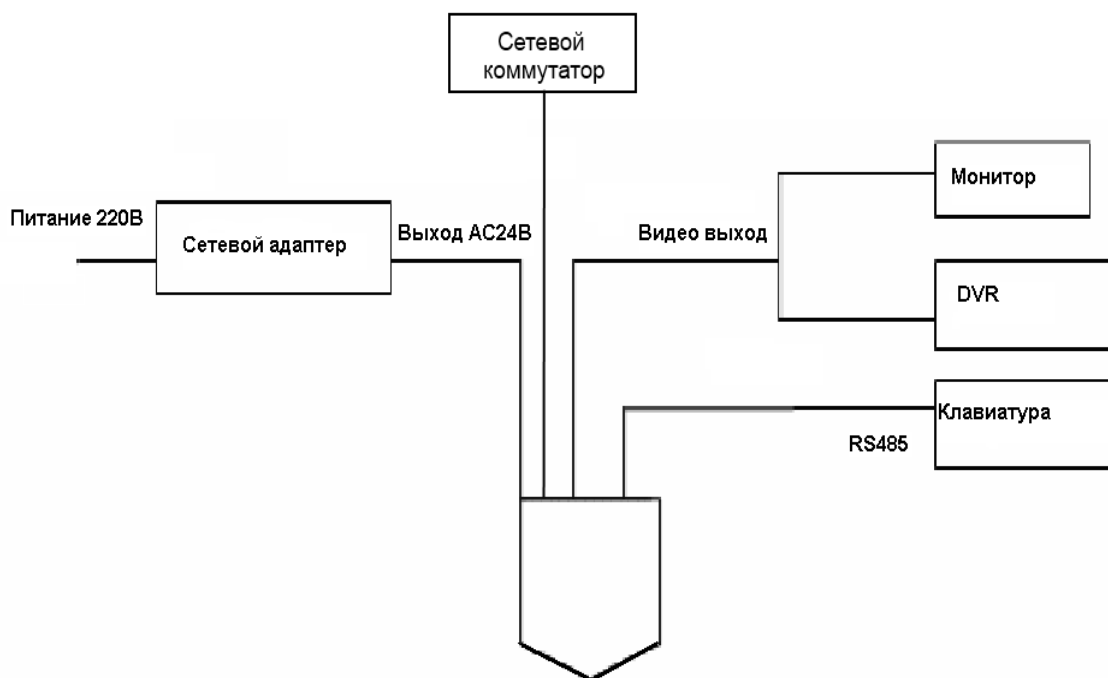 Сетевой
коммутатор
Монитор
Питание 220В
Сетевой адаптер
Выход AC24В
Видео выход
DVR
Клавиатура
RS485